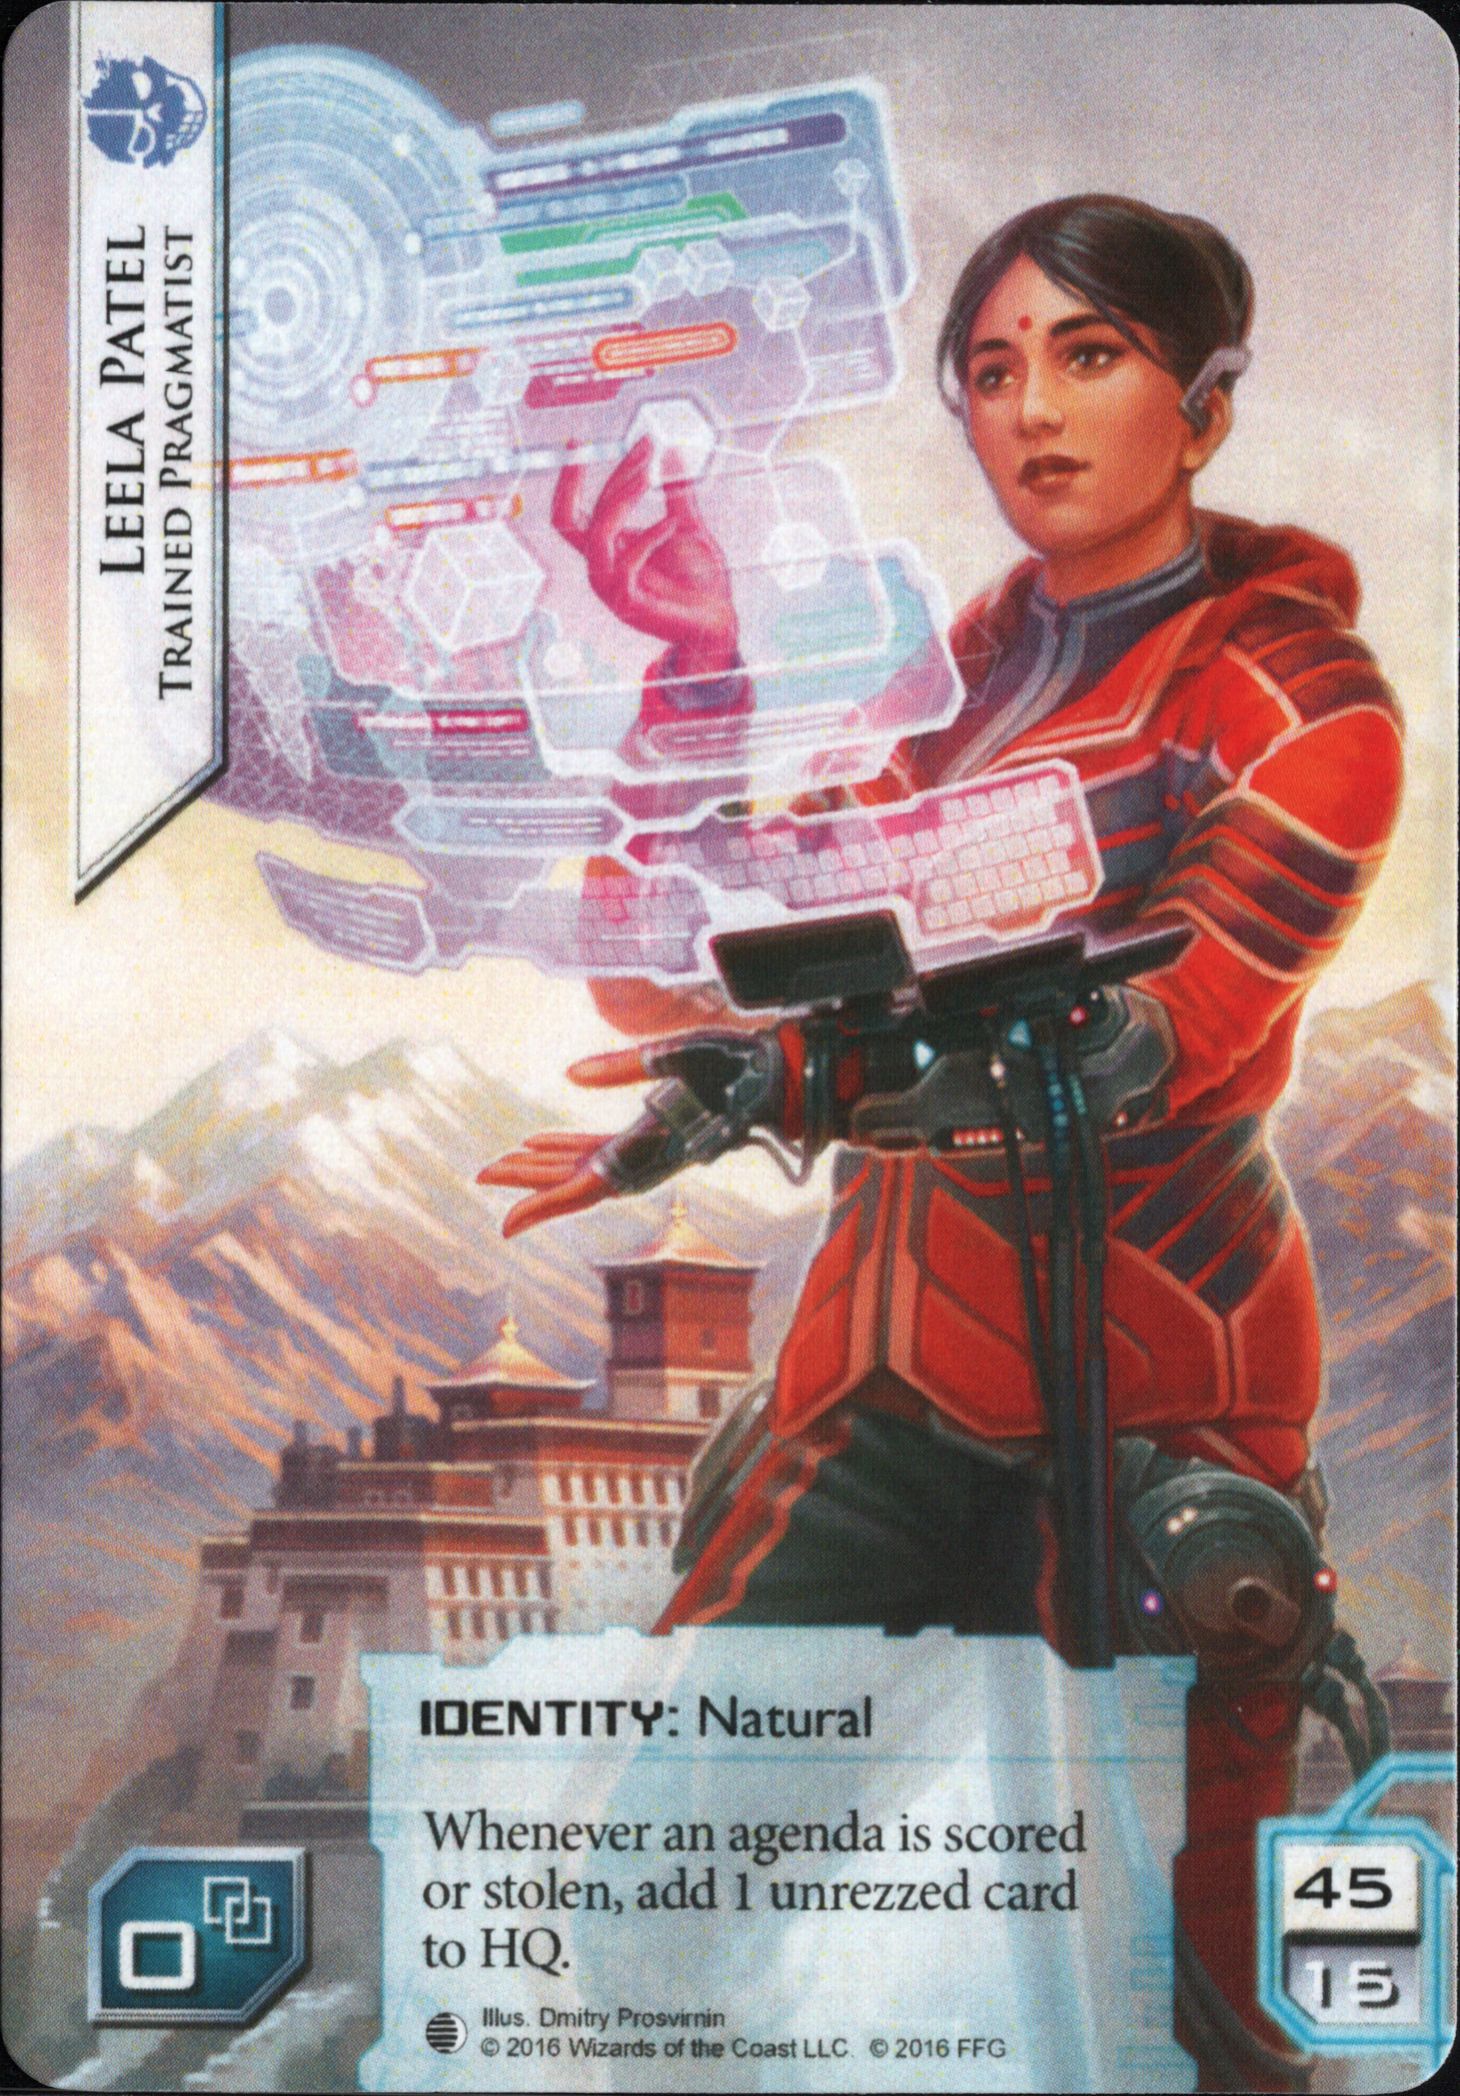 LEELA PATEL
TRAINED PRAGMATIST
IDENTITY: Natural
Whenever an agenda is scored
or stolen, add 1 unrezzed card
to HQ.
0
45
15
Illus. Dmitry Prosvirnin
© 2016 Wizards of the Coast LLC. © 2016 FFG